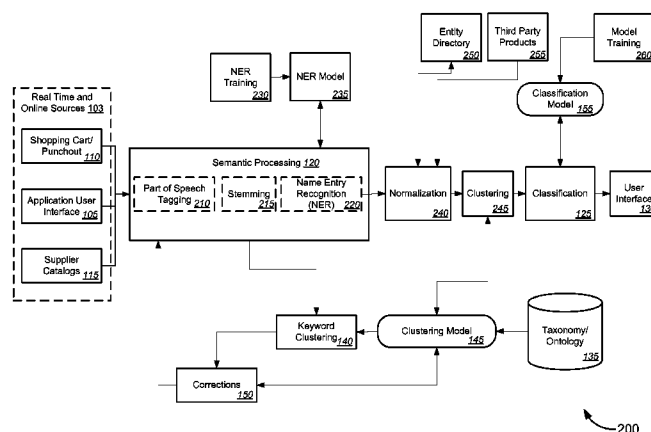 Entity
Directory
250
Third Party
Products
255
Model
Training
260
NER
Training
230
NER Model
235
Classification
Model
155
Real Time and
Online Sources 103
Shopping Cart/
Punchout
110
Application User
Interface 105
Supplier
Catalogs
115
Semantic Processing 120
Part of Speech
Tagging
210
Stemming
215
Name Entry
Recognition
(NER) 220
Normalization
240
Clustering
245
Classification
125
User
Interface
Keyword
Clustering
140
Clustering Model
145
Taxonomy/
Ontology
135
Corrections
150
200